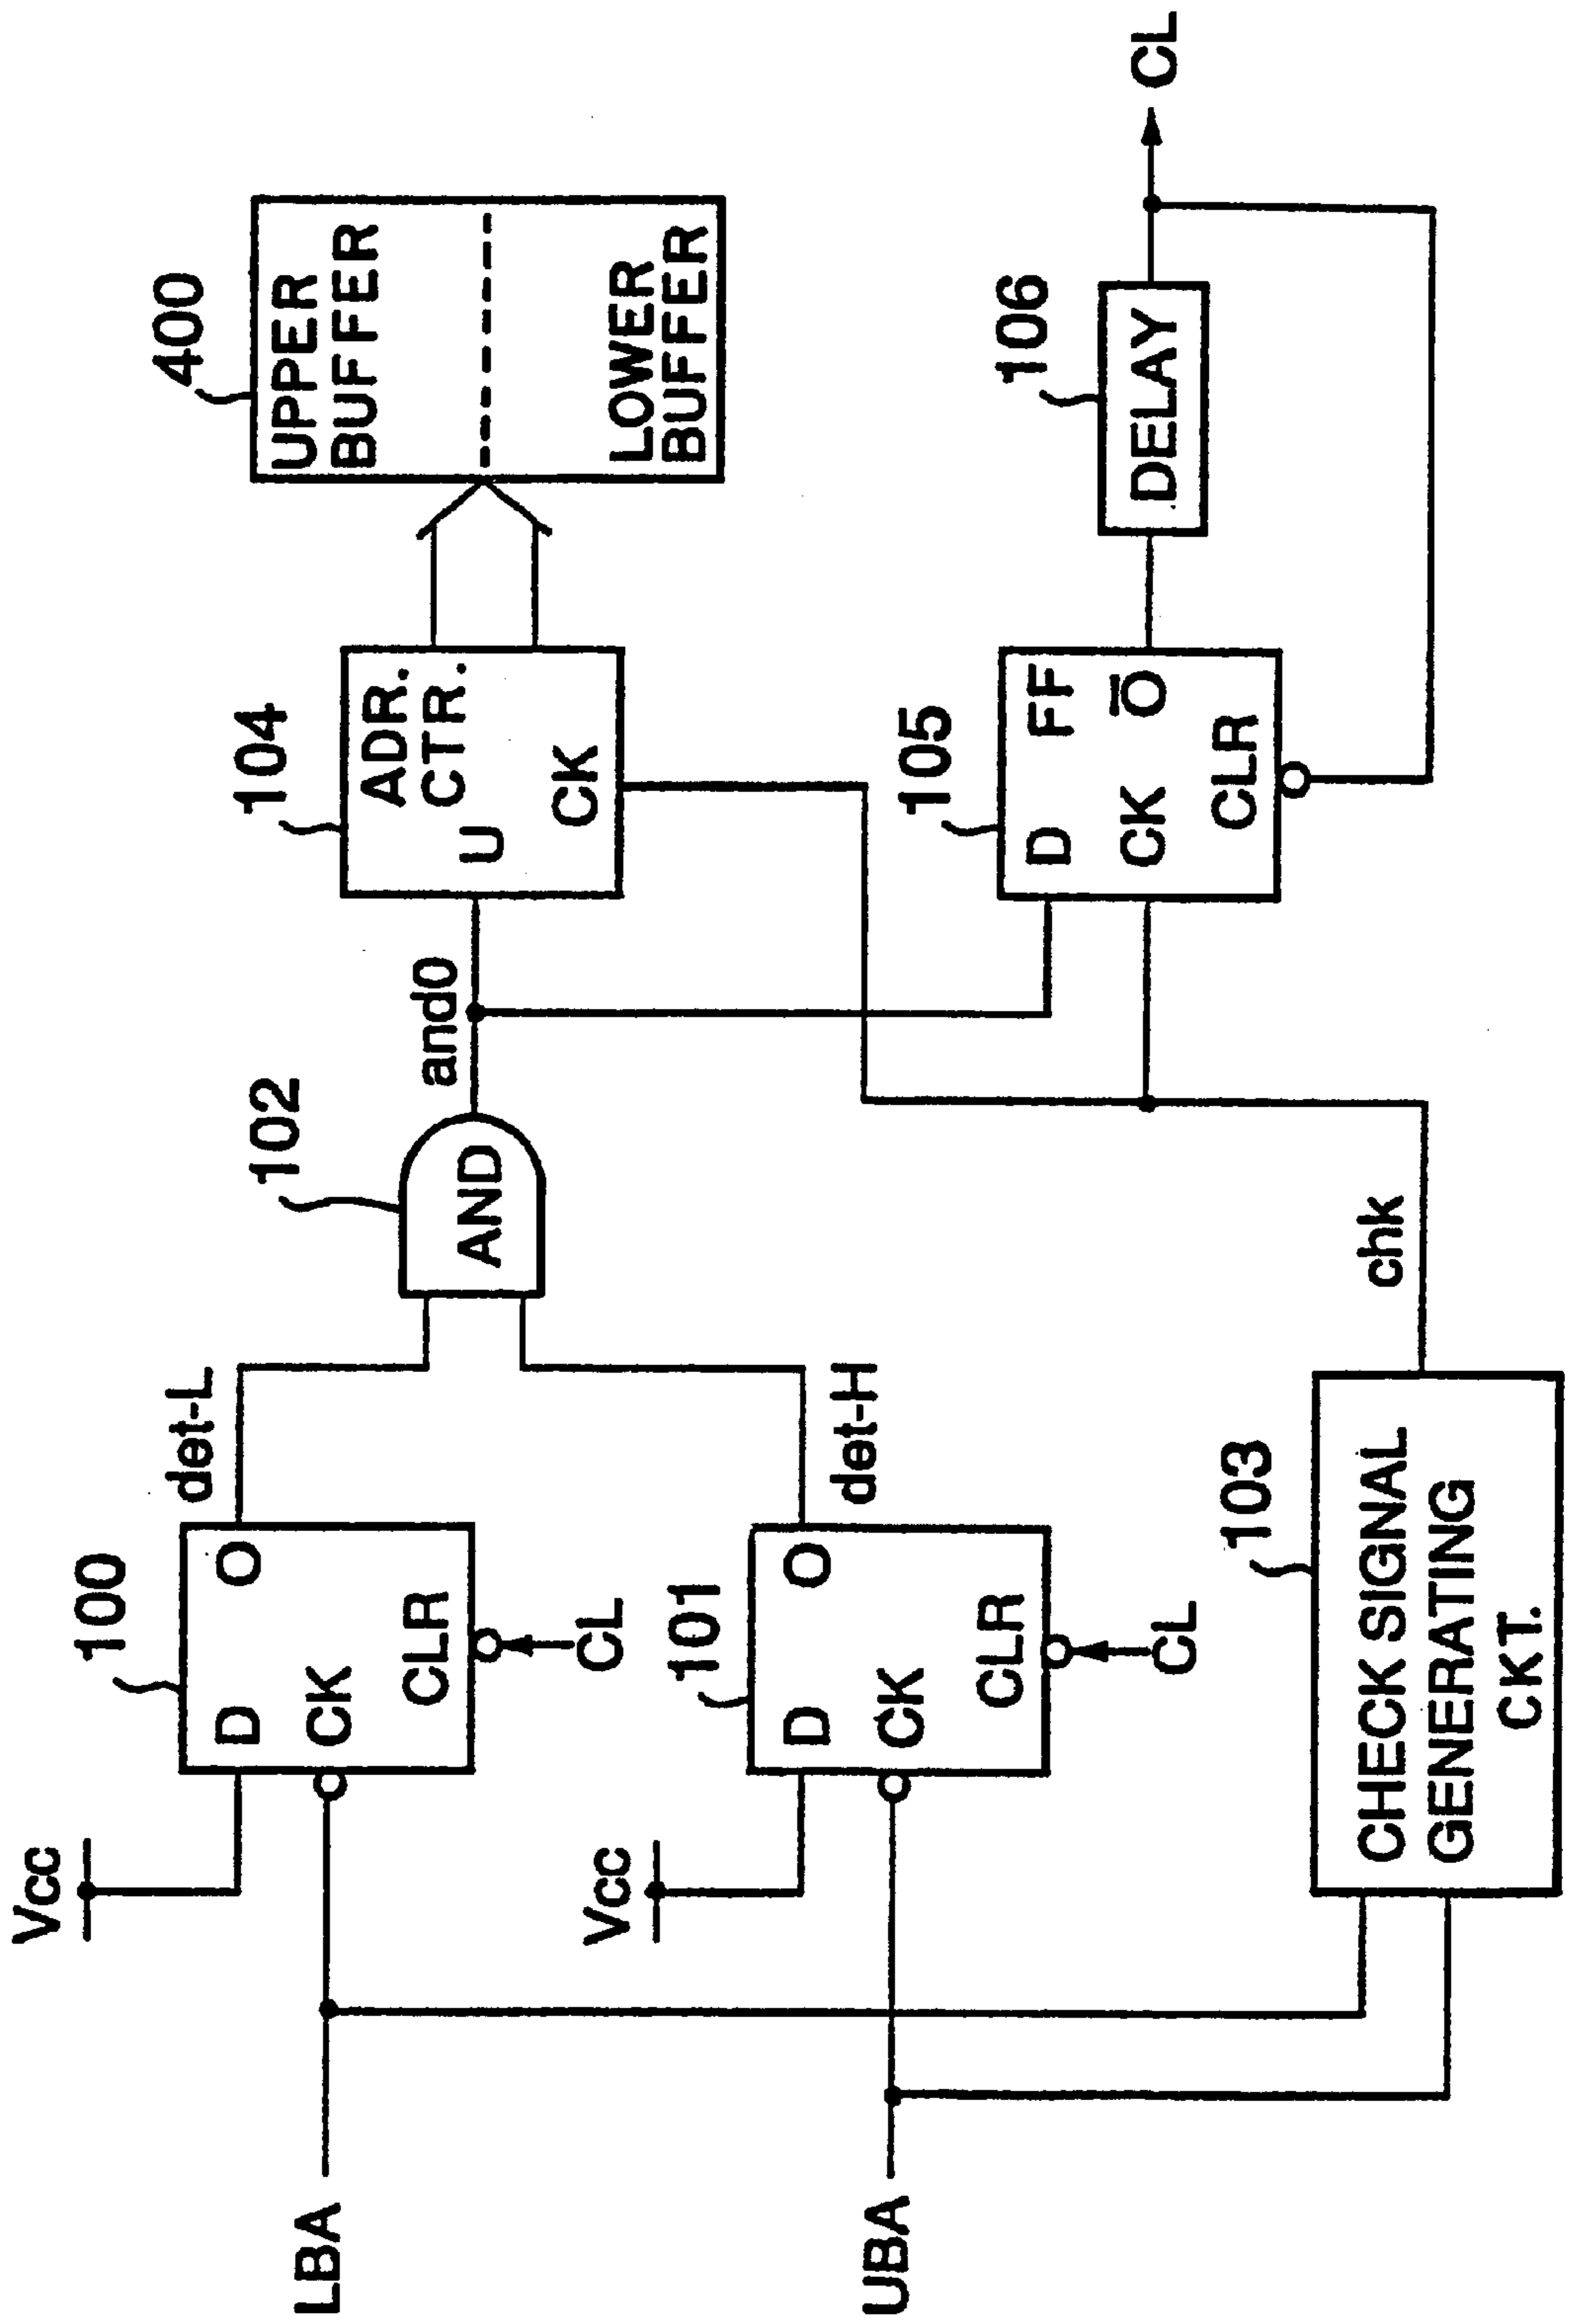 LBA
UBA
Vcc
Vcc
100
D O
CK
CLR
CL
101
D O
CK
CLR
CL
det-L
det-H
103
CHECK SIGNAL
GENERATING
CKT.
chk
102
AND
and0
104
ADR.
CTR.
U
CK
400
UPPER
BUFFER
LOWER
BUFFER
105
D FF
CK O̅
CLR
106
DELAY
CL